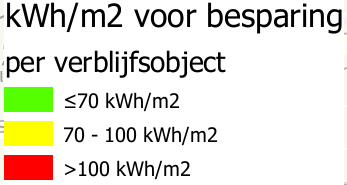 kWh/m2 voor besparing
per verblijfsobject
≤70 kWh/m2
70 - 100 kWh/m2
>100 kWh/m2